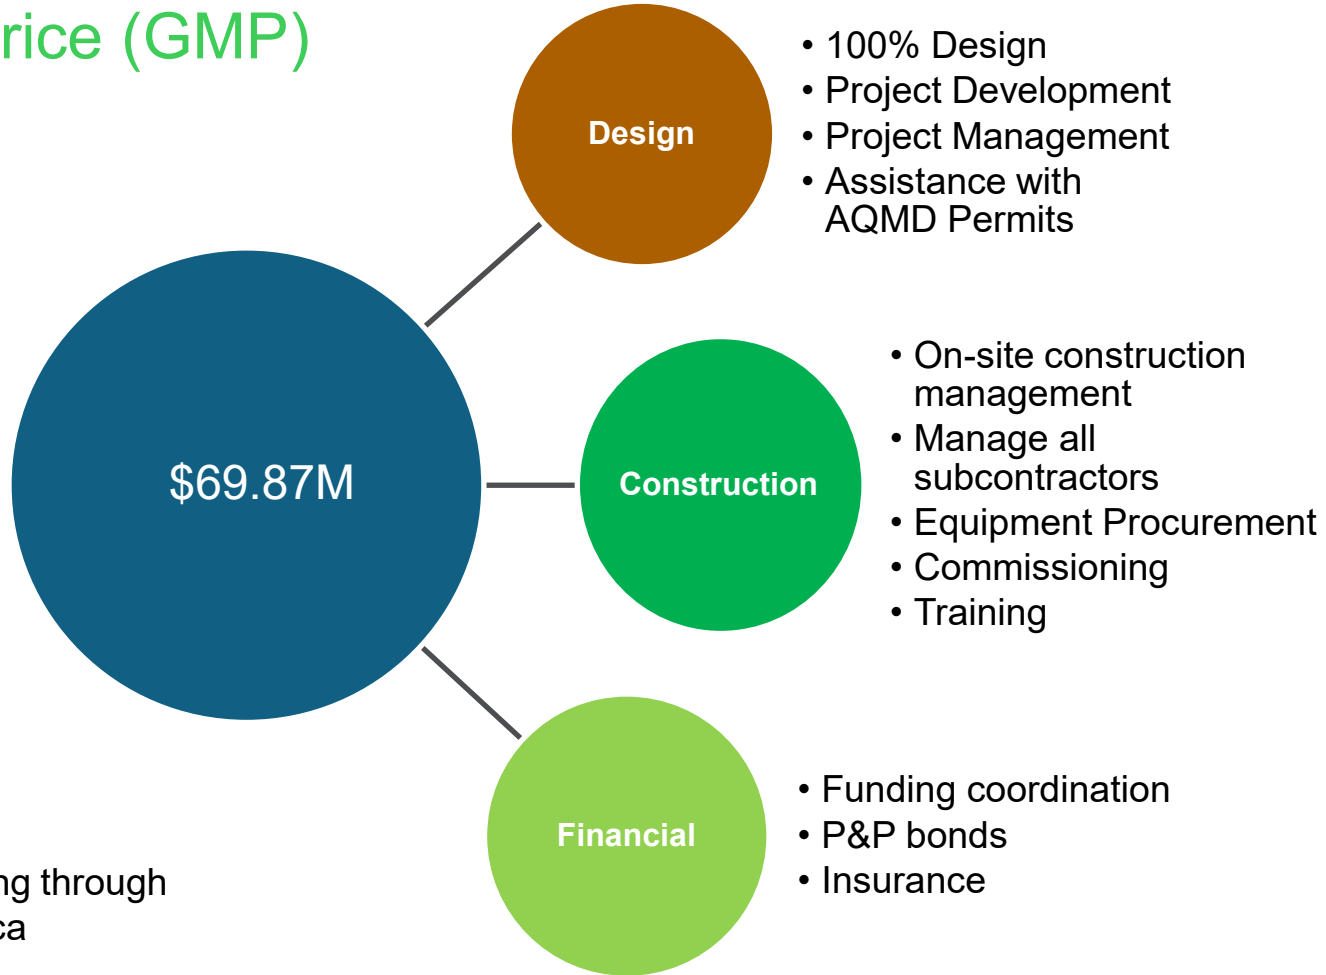 rice (GMP)
Design
• 100% Design
• Project Development
• Project Management
• Assistance with
AQMD Permits
$69.87M
Construction
• On-site construction
management
• Manage all
subcontractors
• Equipment Procurement
• Commissioning
• Training
Financial
• Funding coordination
• P&P bonds
• Insurance
ng through
ca